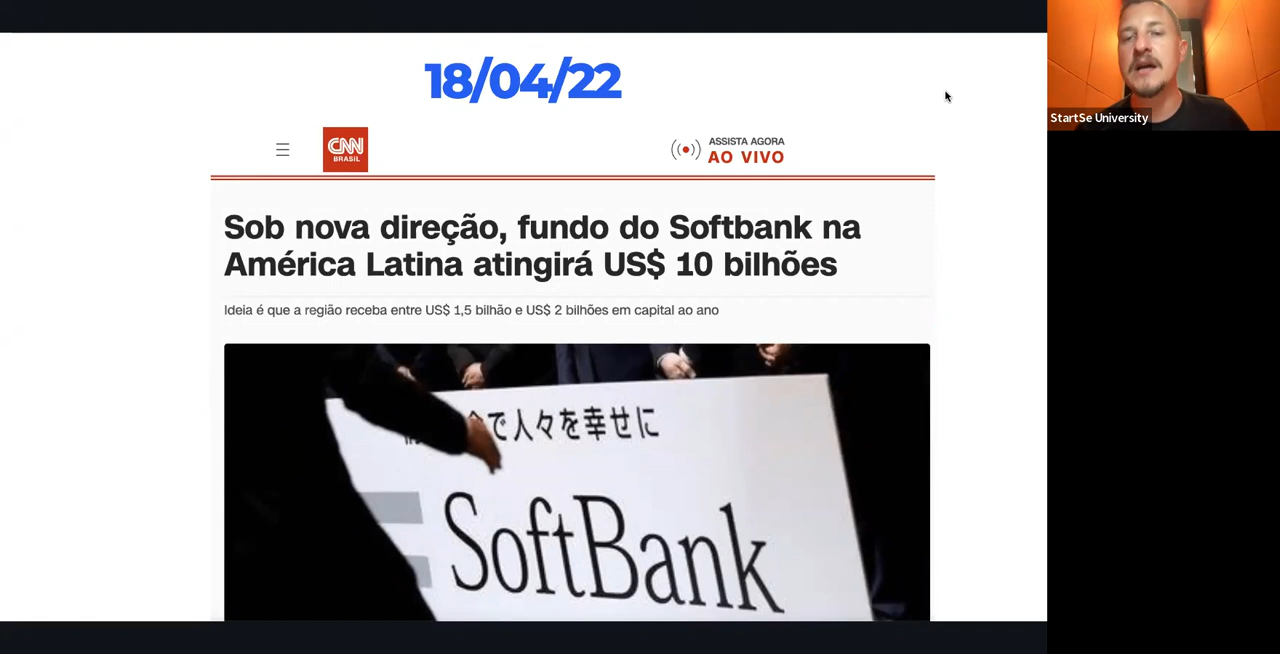 18/04/22
CNN
BRASIL
ASSISTA AGORA
AO VIVO
Sob nova direção, fundo do Softbank na
América Latina atingirá US$ 10 bilhões
Ideia é que a região receba entre US$ 1,5 bilhão e US$ 2 bilhões em capital ao ano
で人々を幸せに
SoftBank
StartSe University